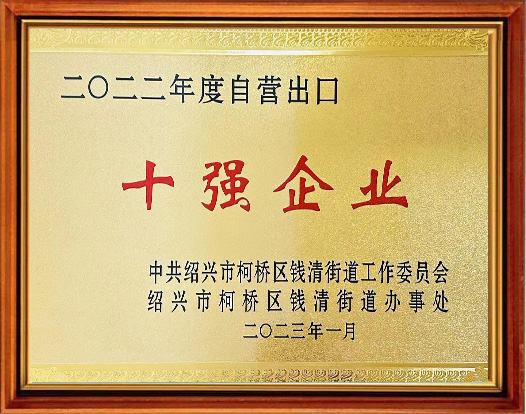 二〇二二年度自营出口
十强企业
中共绍兴市柯桥区钱清街道工作委员会
绍兴市柯桥区钱清街道办事处
二〇二三年一月